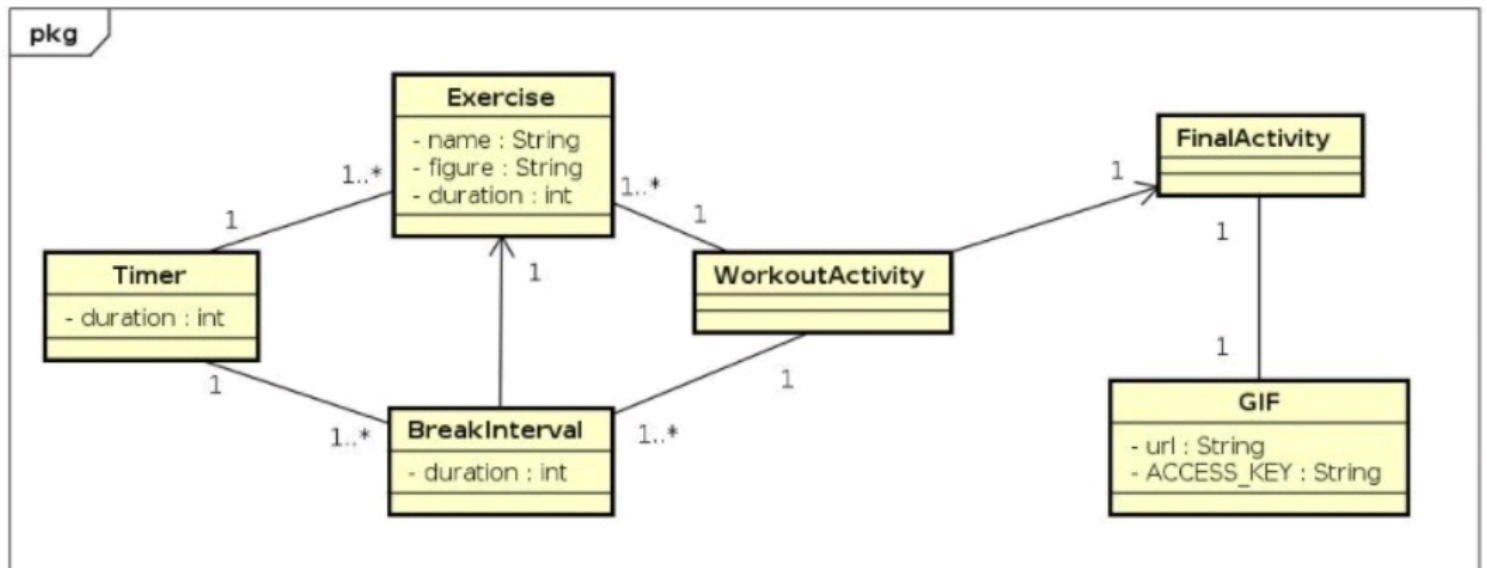 pkg
Exercise
- name : String
- figure : String
- duration : int
1..*
1
1..*
1
1
Timer
- duration : int
1
1..*
BreakInterval
- duration : int
1..*
1
WorkoutActivity
1
FinalActivity
1
1
GIF
- url : String
- ACCESS_KEY : String